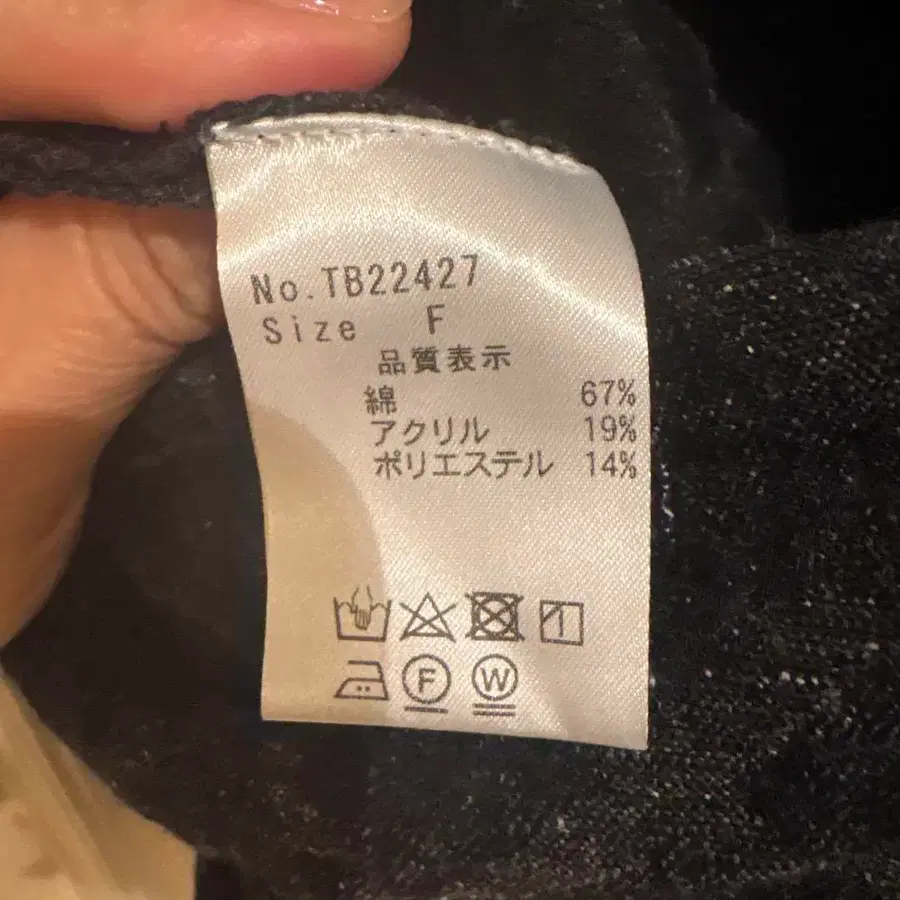 No.TB22427
Size F
品質表示
綿 67%
アクリル 19%
ポリエステル 14%
F W